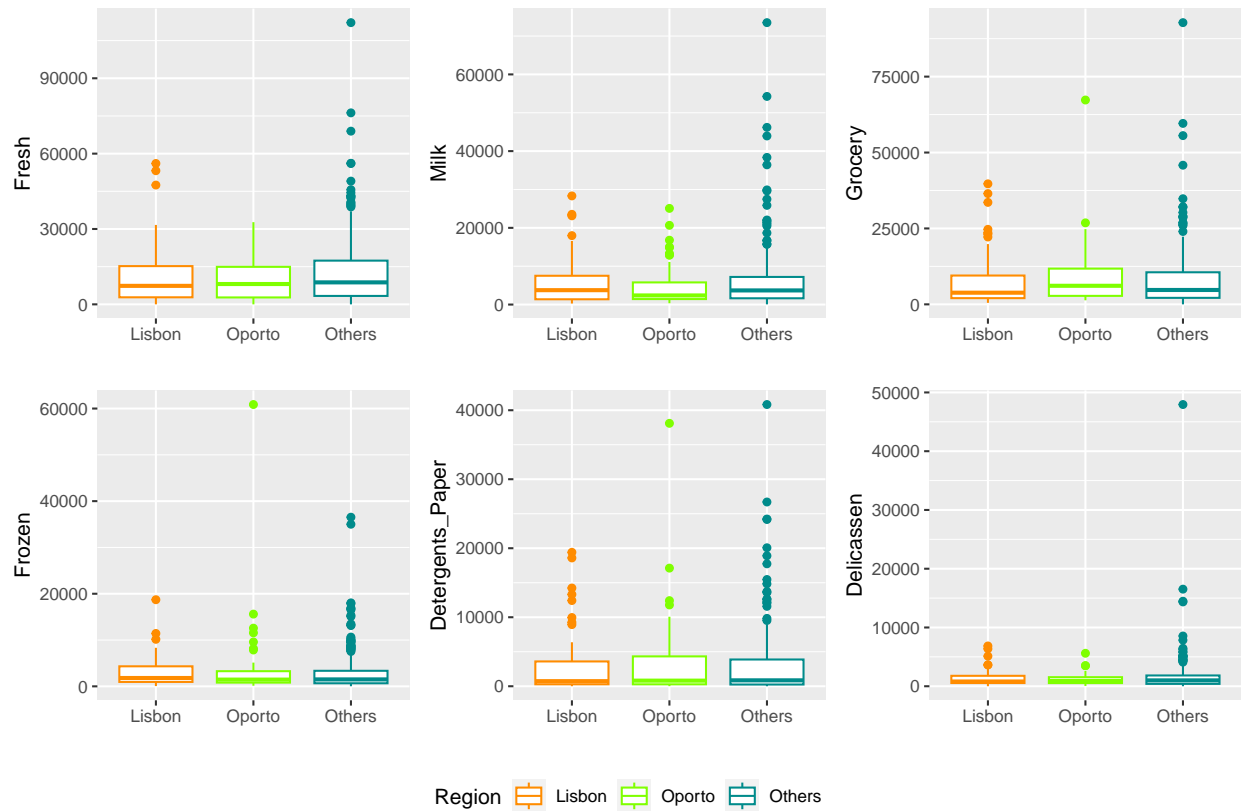 Fresh
90000
60000
30000
0
Lisbon Oporto Others
Milk
60000
40000
20000
0
Lisbon Oporto Others
Grocery
75000
50000
25000
0
Lisbon Oporto Others
Frozen
60000
40000
20000
0
Lisbon Oporto Others
Detergents_Paper
40000
30000
20000
10000
0
Lisbon Oporto Others
Delicassen
50000
40000
30000
20000
10000
0
Lisbon Oporto Others
Region Lisbon Oporto Others